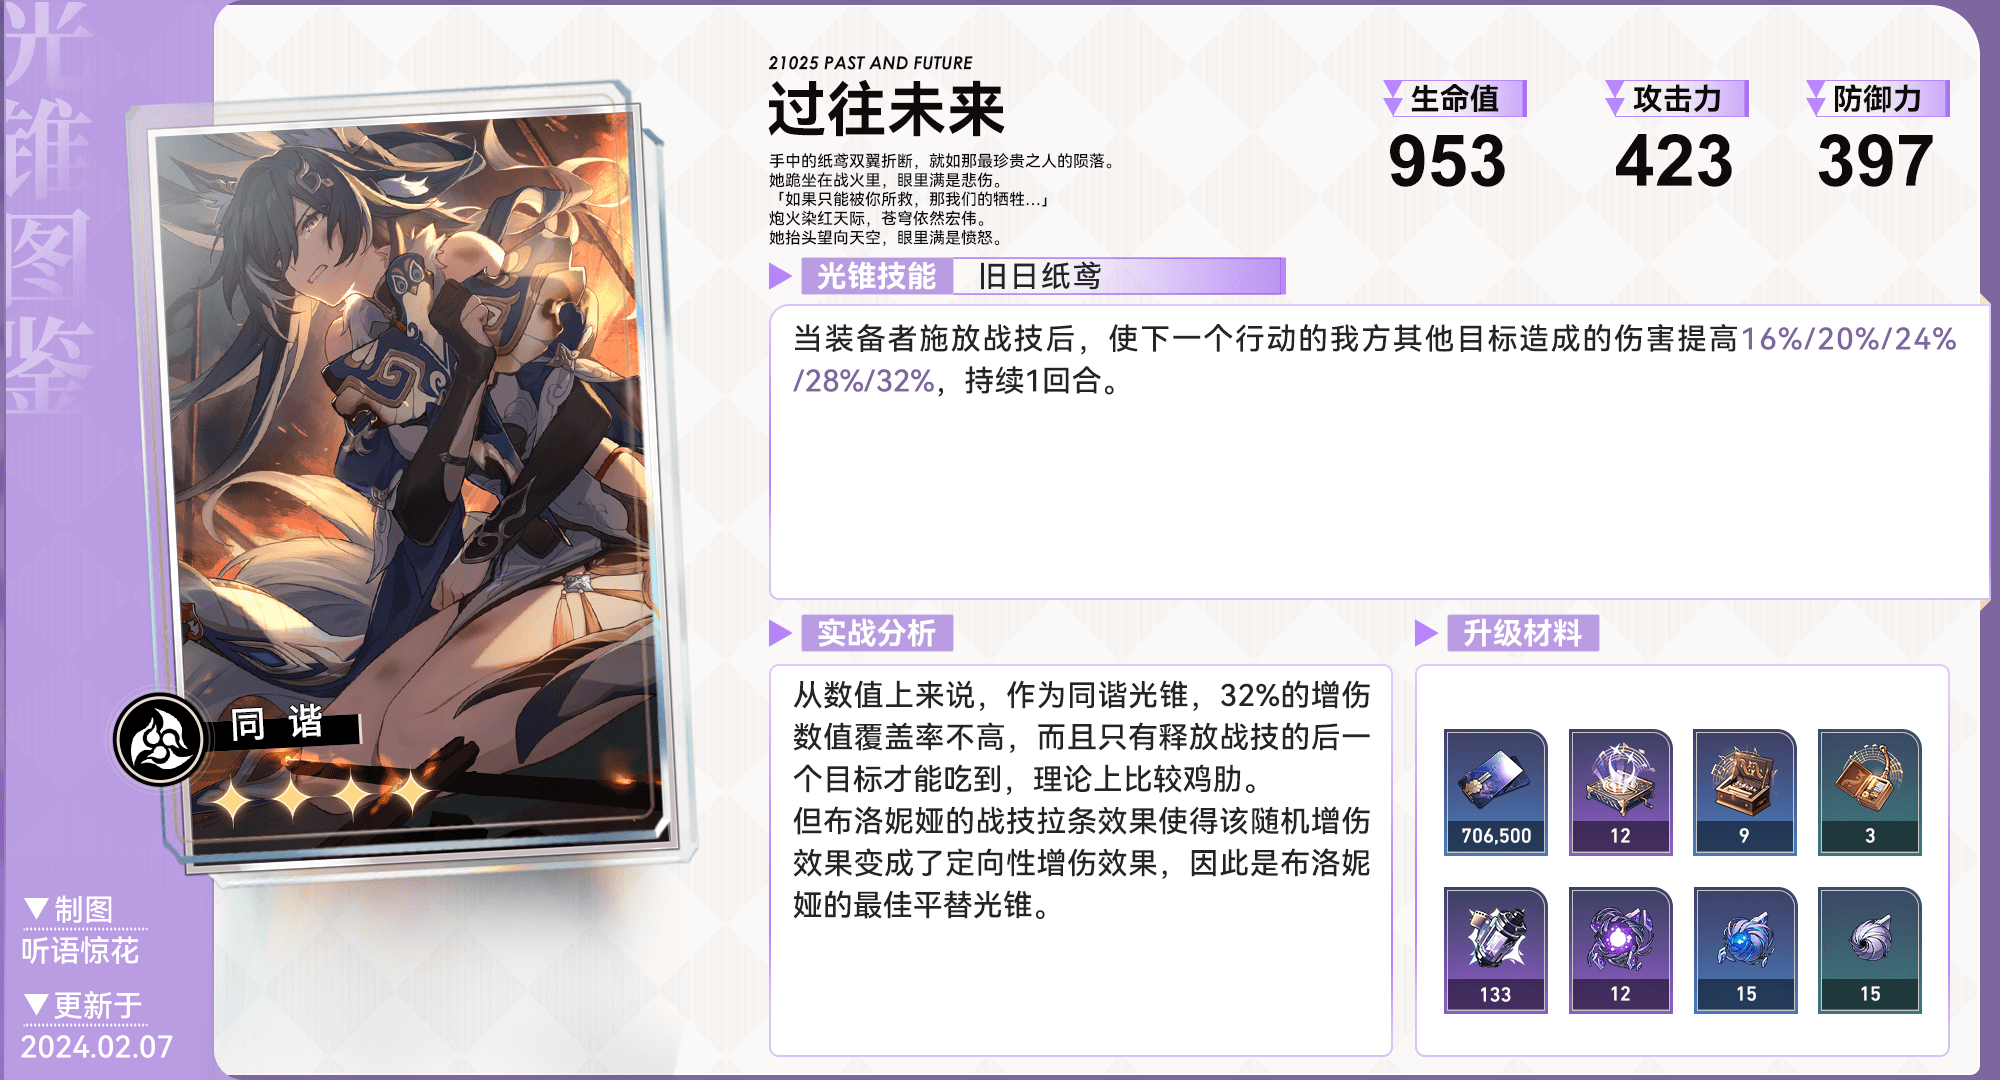 光锥图鉴
21025 PAST AND FUTURE
过往未来
手中的纸鸢双翼折断，就如那最珍贵之人的陨落。
她跪坐在战火里，眼里满是悲伤。
「如果只能被你所救，那我们的牺牲...」
炮火染红天际，苍穹依然宏伟。
她抬头望向天空，眼里满是愤怒。
生命值
953
攻击力
423
防御力
397
光锥技能 旧日纸鸢
当装备者施放战技后，使下一个行动的我方其他目标造成的伤害提高16%/20%/24%
/28%/32%，持续1回合。
同谐
实战分析
从数值上来说，作为同谐光锥，32%的增伤
数值覆盖率不高，而且只有释放战技的后一
个目标才能吃到，理论上比较鸡肋。
但布洛妮娅的战技拉条效果使得该随机增伤
效果变成了定向性增伤效果，因此是布洛妮
娅的最佳平替光锥。
升级材料
706,500 12 9 3
133 12 15 15
▼制图
听语惊花
▼更新于
2024.02.07